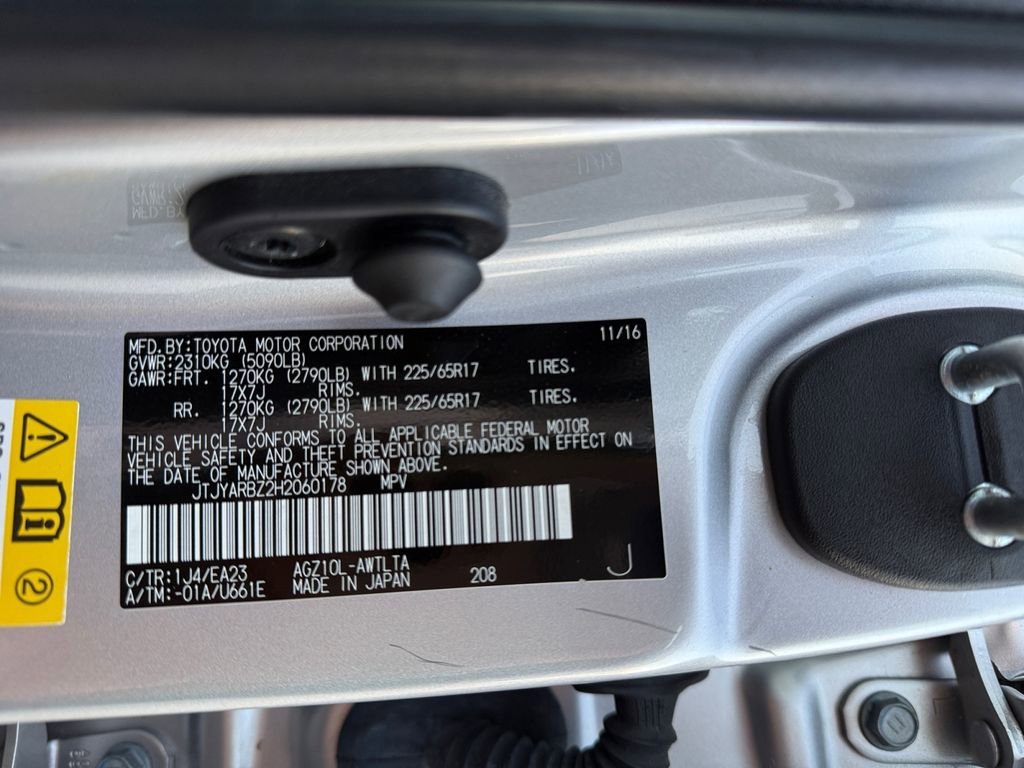 MFD.BY:TOYOTA MOTOR CORPORATION 11/16
GVWR:2310KG (5090LB)
GAWR:FRT. 1270KG (2790LB) WITH 225/65R17 TIRES.
17X7J RIMS.
RR. 1270KG (2790LB) WITH 225/65R17 TIRES.
17X7J RIMS.
THIS VEHICLE CONFORMS TO ALL APPLICABLE FEDERAL MOTOR
VEHICLE SAFETY AND THEFT PREVENTION STANDARDS IN EFFECT ON
THE DATE OF MANUFACTURE SHOWN ABOVE.
JTJYARBZ2H2060178 MPV
C/TR:1J4/EA23 AGZ10L-AWTLTA
A/TM:-01A/U661E MADE IN JAPAN 208 J
2